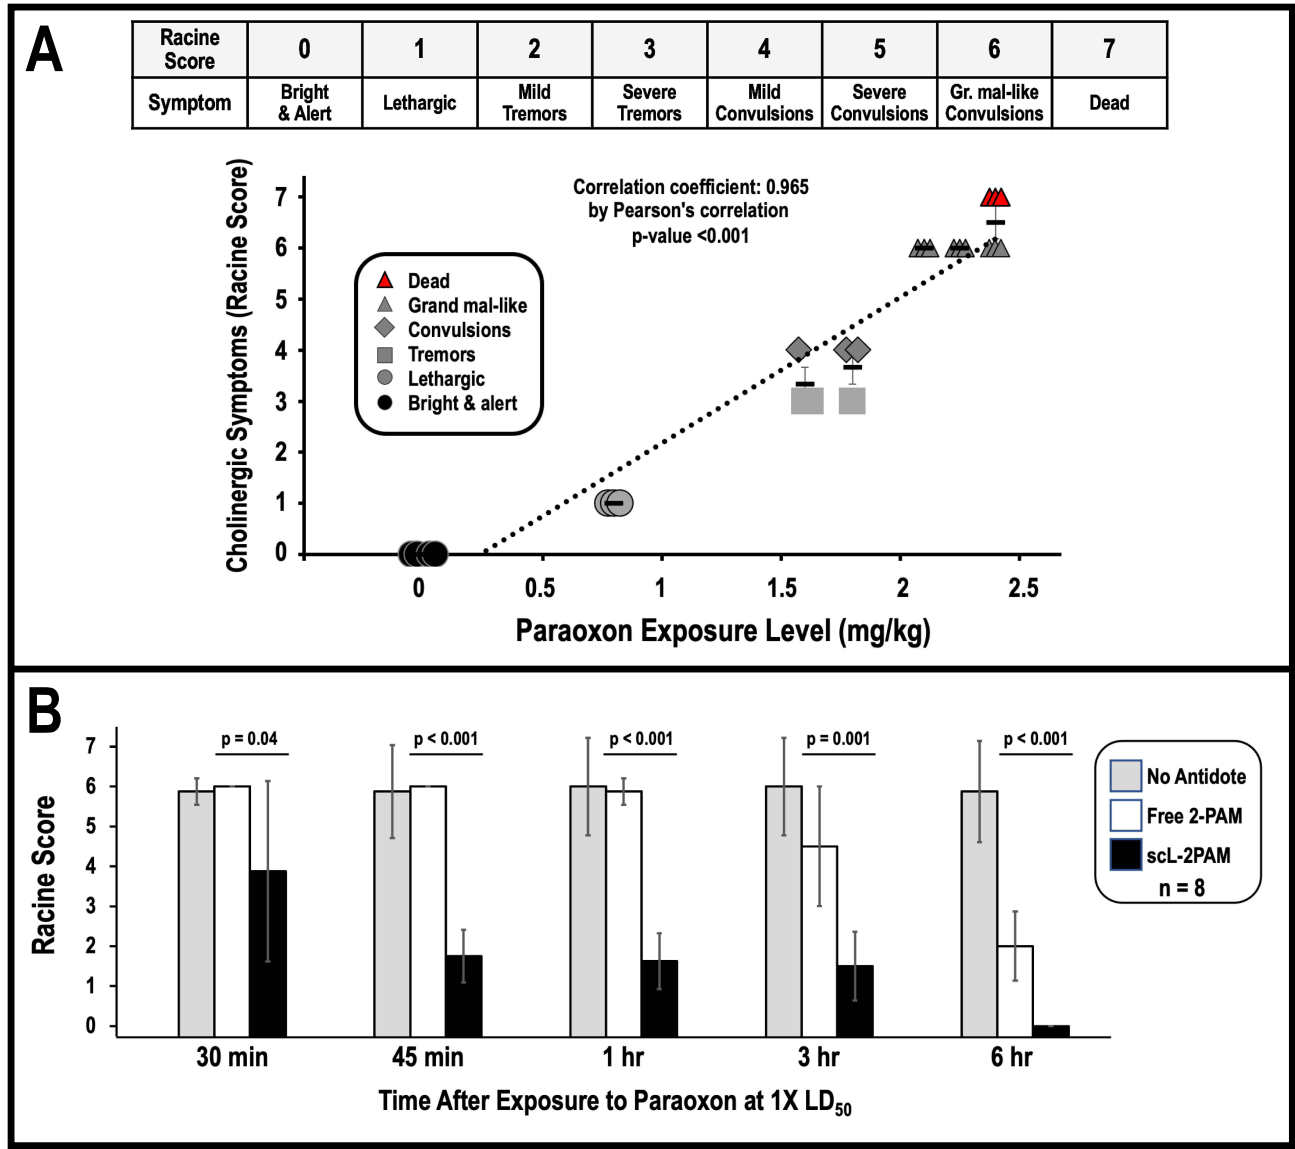 A
Racine Score 0 1 2 3 4 5 6 7
Symptom Bright & Alert Lethargic Mild Tremors Severe Tremors Mild Convulsions Severe Convulsions Gr. mal-like Convulsions Dead
Correlation coefficient: 0.965
by Pearson's correlation
p-value <0.001
Cholinergic Symptoms (Racine Score)
7
6
5
4
3
2
1
0
Dead
Grand mal-like
Convulsions
Tremors
Lethargic
Bright & alert
0 0.5 1 1.5 2 2.5
Paraoxon Exposure Level (mg/kg)
B
Racine Score
7
6
5
4
3
2
1
0
p = 0.04 p < 0.001 p < 0.001 p = 0.001 p < 0.001
No Antidote
Free 2-PAM
scL-2PAM
n = 8
30 min 45 min 1 hr 3 hr 6 hr
Time After Exposure to Paraoxon at 1X LD50